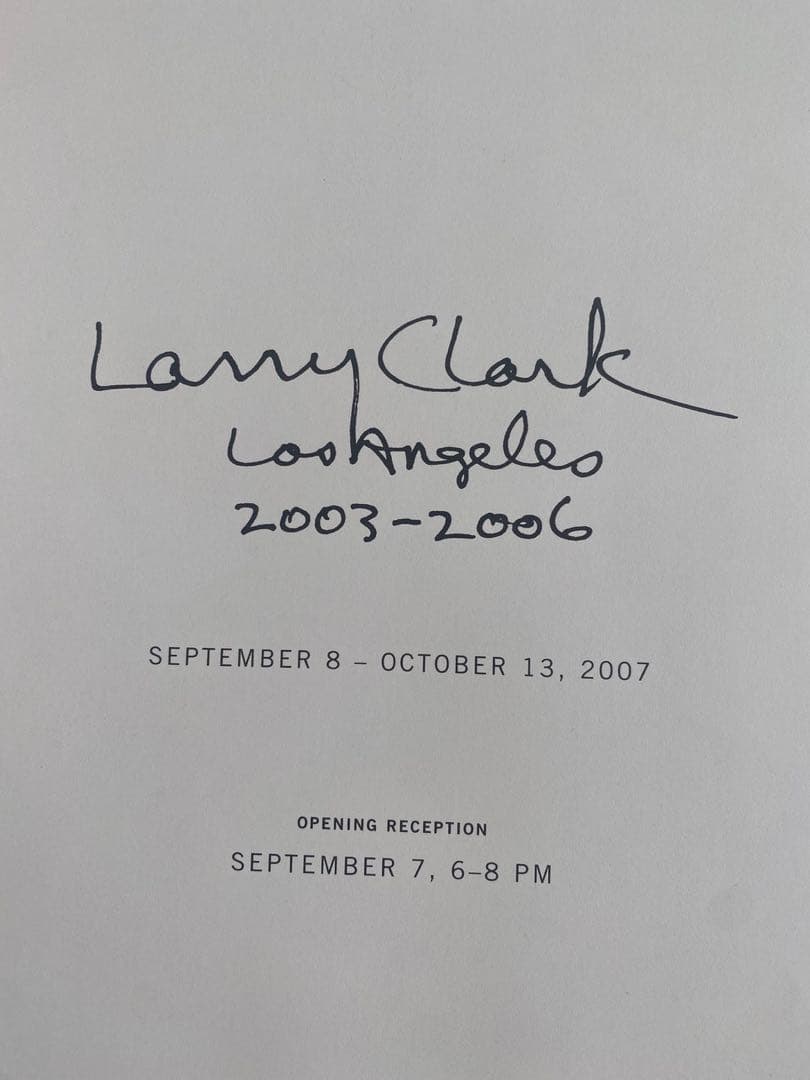 Larry Clark
Los Angeles
2003-2006
SEPTEMBER 8 – OCTOBER 13, 2007
OPENING RECEPTION
SEPTEMBER 7, 6–8 PM